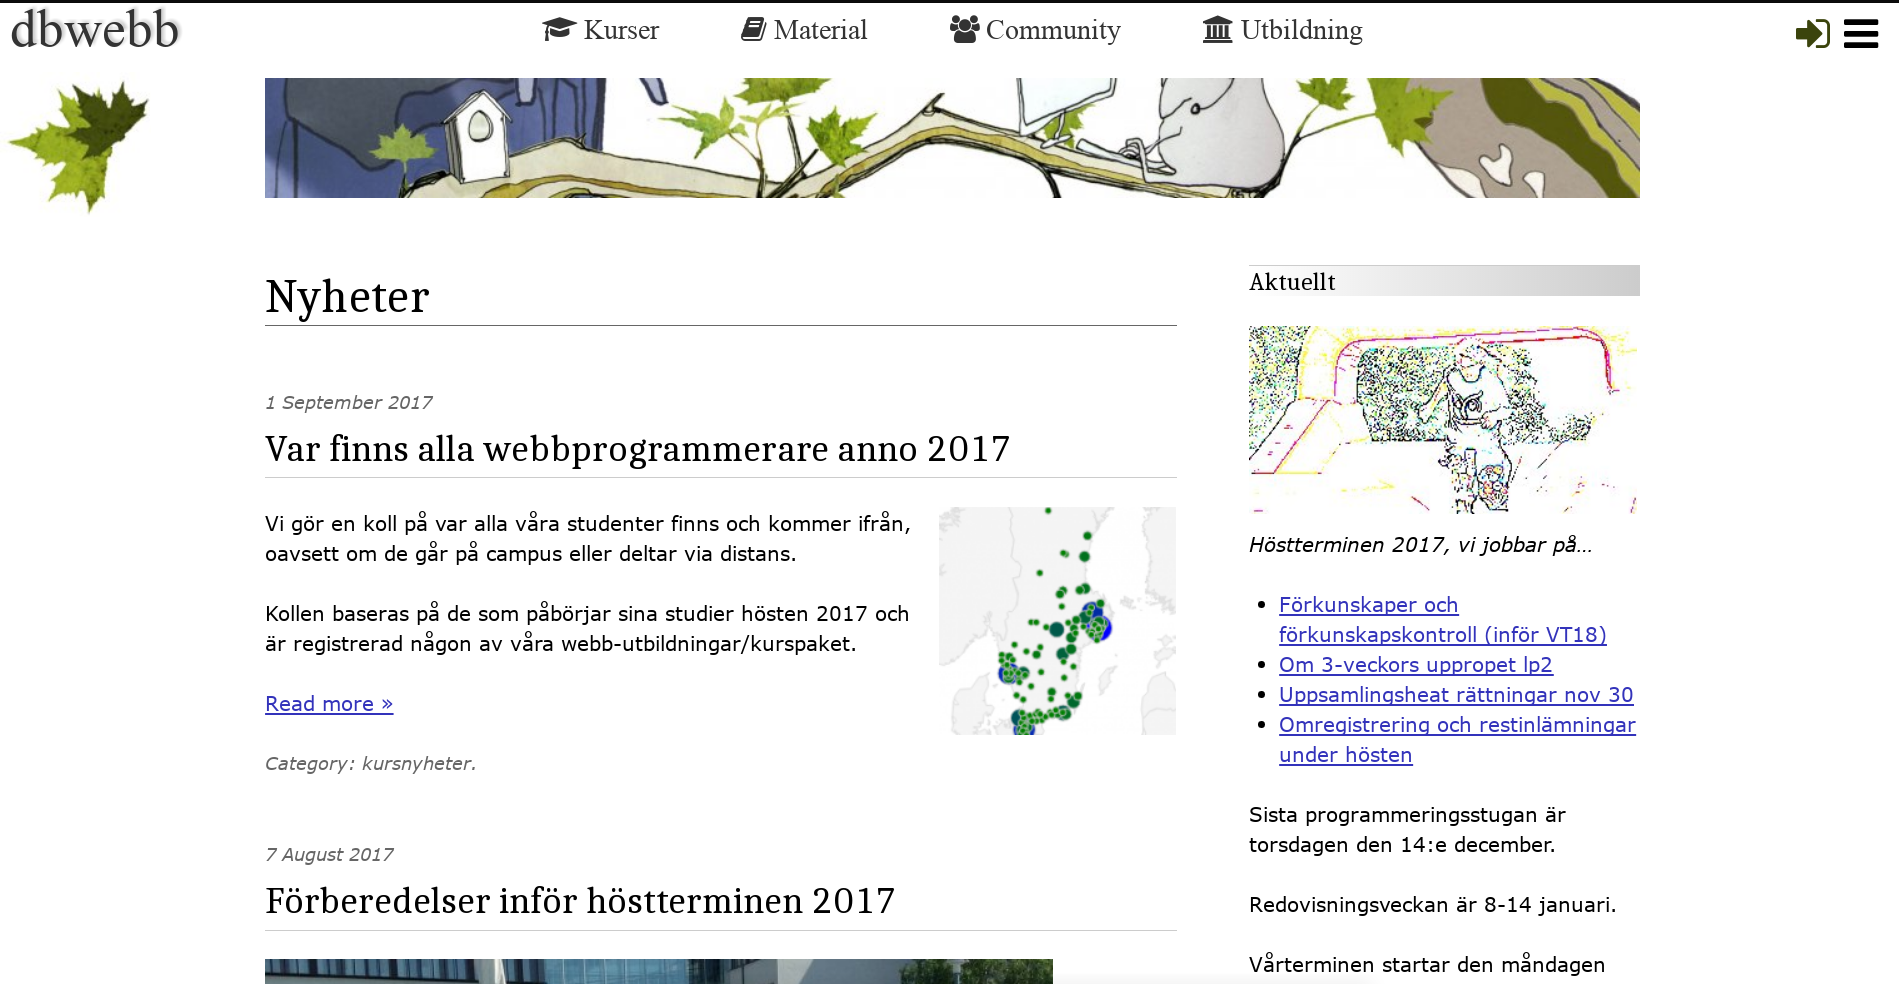 dbwebb
Kurser
Material
Community
Utbildning
Nyheter
1 September 2017
Var finns alla webbprogrammerare anno 2017
Vi gör en koll på var alla våra studenter finns och kommer ifrån,
oavsett om de går på campus eller deltar via distans.
Kollen baseras på de som påbörjar sina studier hösten 2017 och
är registrerad någon av våra webb-utbildningar/kurspaket.
Read more »
Category: kursnyheter.
7 August 2017
Förberedelser inför höstterminen 2017
Aktuellt
Höstterminen 2017, vi jobbar på...
Förkunskaper och
förkunskapskontroll (inför VT18)
Om 3-veckors uppropet lp2
Uppsamlingsheat rättningar nov 30
Omregistrering och restinlämningar
under hösten
Sista programmeringsstugan är
torsdagen den 14:e december.
Redovisningsveckan är 8-14 januari.
Vårterminen startar den måndagen